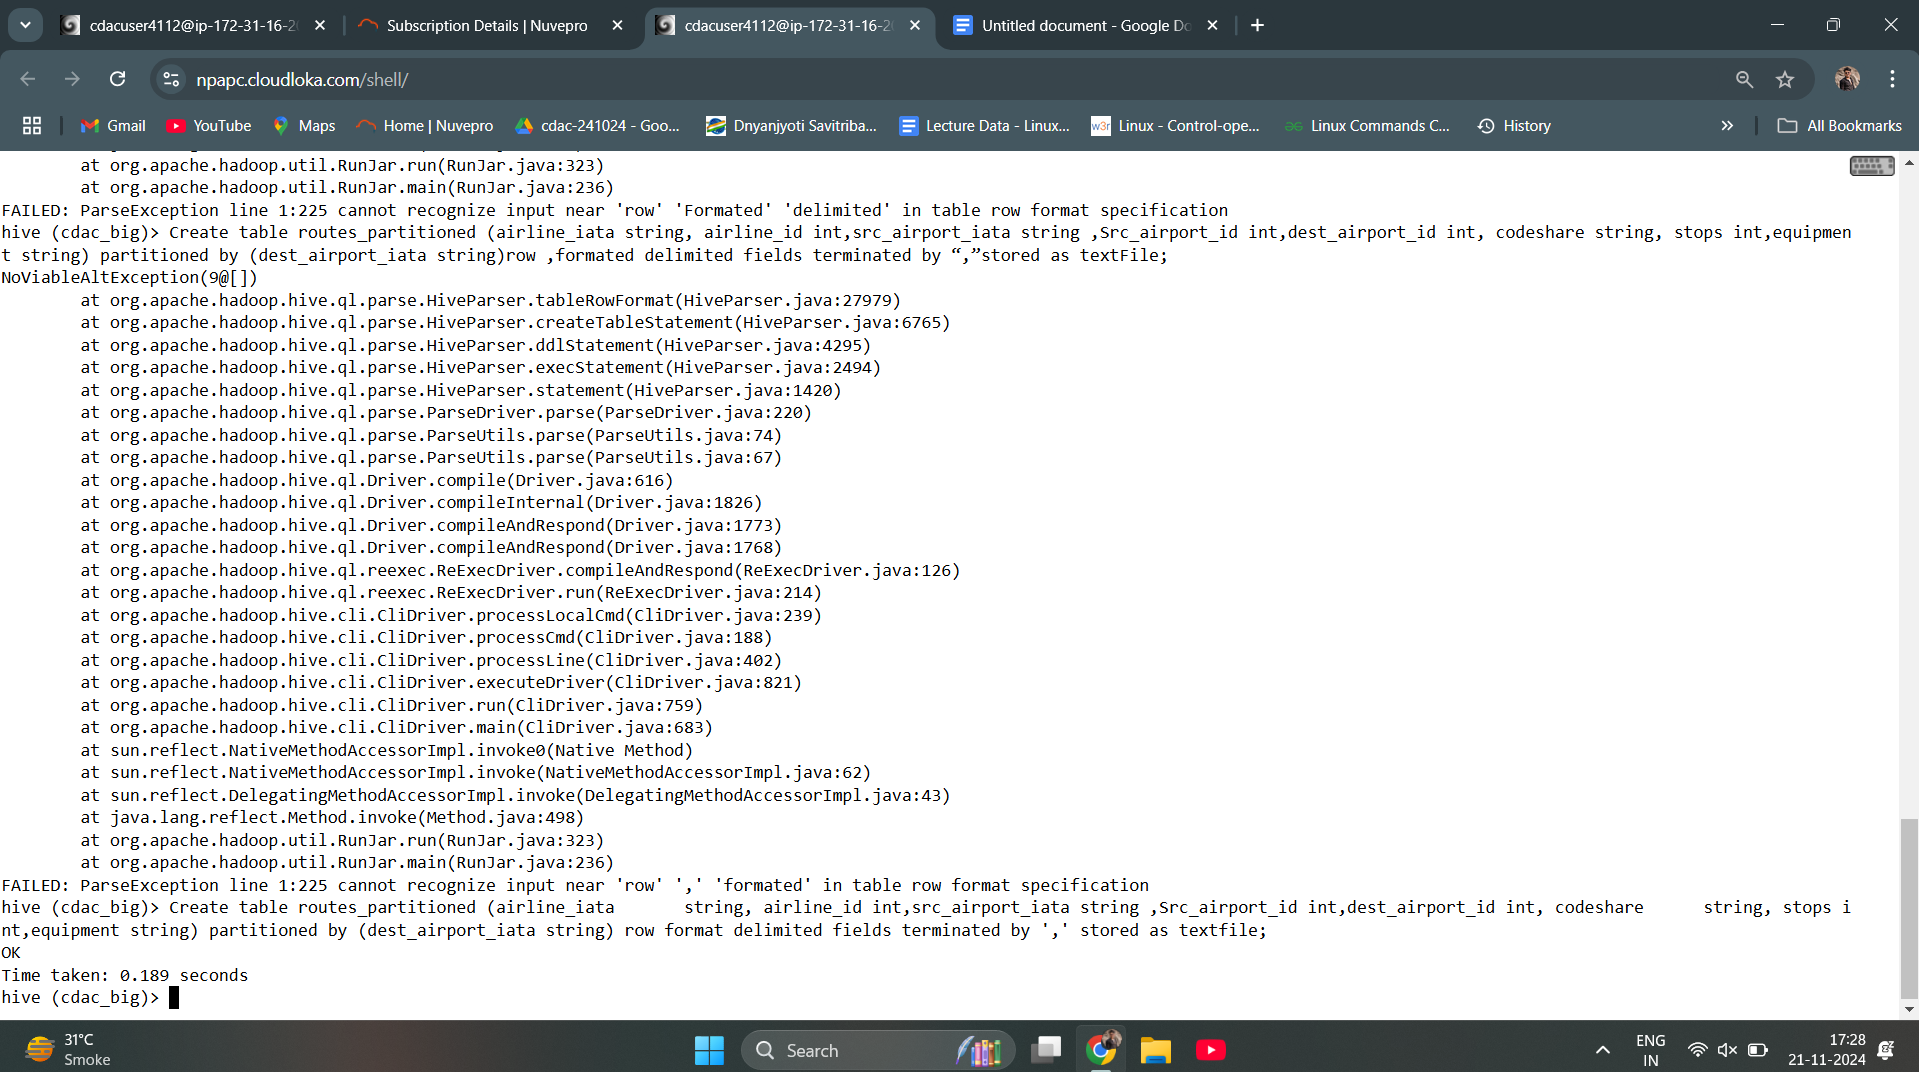 cdacuser4112@ip-172-31-16-2
Subscription Details | Nuvepro
cdacuser4112@ip-172-31-16-2
Untitled document - Google Do
npapc.cloudloka.com/shell/
Gmail
YouTube
Maps
Home | Nuvepro
cdac-241024 - Goo...
Dnyanjyoti Savitriba...
Lecture Data - Linux...
Linux - Control-ope...
Linux Commands C...
History
All Bookmarks
at org.apache.hadoop.util.RunJar.run(RunJar.java:323)
at org.apache.hadoop.util.RunJar.main(RunJar.java:236)
FAILED: ParseException line 1:225 cannot recognize input near 'row' 'Formated' 'delimited' in table row format specification
hive (cdac_big)> Create table routes_partitioned (airline_iata string, airline_id int,src_airport_iata string ,Src_airport_id int,dest_airport_id int, codeshare string, stops int,equipmen
t string) partitioned by (dest_airport_iata string)row ,formated delimited fields terminated by “,”stored as textFile;
NoViableAltException(9@[])
at org.apache.hadoop.hive.ql.parse.HiveParser.tableRowFormat(HiveParser.java:27979)
at org.apache.hadoop.hive.ql.parse.HiveParser.createTableStatement(HiveParser.java:6765)
at org.apache.hadoop.hive.ql.parse.HiveParser.ddlStatement(HiveParser.java:4295)
at org.apache.hadoop.hive.ql.parse.HiveParser.execStatement(HiveParser.java:2494)
at org.apache.hadoop.hive.ql.parse.HiveParser.statement(HiveParser.java:1420)
at org.apache.hadoop.hive.ql.parse.ParseDriver.parse(ParseDriver.java:220)
at org.apache.hadoop.hive.ql.parse.ParseUtils.parse(ParseUtils.java:74)
at org.apache.hadoop.hive.ql.parse.ParseUtils.parse(ParseUtils.java:67)
at org.apache.hadoop.hive.ql.Driver.compile(Driver.java:616)
at org.apache.hadoop.hive.ql.Driver.compileInternal(Driver.java:1826)
at org.apache.hadoop.hive.ql.Driver.compileAndRespond(Driver.java:1773)
at org.apache.hadoop.hive.ql.Driver.compileAndRespond(Driver.java:1768)
at org.apache.hadoop.hive.ql.reexec.ReExecDriver.compileAndRespond(ReExecDriver.java:126)
at org.apache.hadoop.hive.ql.reexec.ReExecDriver.run(ReExecDriver.java:214)
at org.apache.hadoop.hive.cli.CliDriver.processLocalCmd(CliDriver.java:239)
at org.apache.hadoop.hive.cli.CliDriver.processCmd(CliDriver.java:188)
at org.apache.hadoop.hive.cli.CliDriver.processLine(CliDriver.java:402)
at org.apache.hadoop.hive.cli.CliDriver.executeDriver(CliDriver.java:821)
at org.apache.hadoop.hive.cli.CliDriver.run(CliDriver.java:759)
at org.apache.hadoop.hive.cli.CliDriver.main(CliDriver.java:683)
at sun.reflect.NativeMethodAccessorImpl.invoke0(Native Method)
at sun.reflect.NativeMethodAccessorImpl.invoke(NativeMethodAccessorImpl.java:62)
at sun.reflect.DelegatingMethodAccessorImpl.invoke(DelegatingMethodAccessorImpl.java:43)
at java.lang.reflect.Method.invoke(Method.java:498)
at org.apache.hadoop.util.RunJar.run(RunJar.java:323)
at org.apache.hadoop.util.RunJar.main(RunJar.java:236)
FAILED: ParseException line 1:225 cannot recognize input near 'row' ',' 'formated' in table row format specification
hive (cdac_big)> Create table routes_partitioned (airline_iata       string, airline_id int,src_airport_iata string ,Src_airport_id int,dest_airport_id int, codeshare      string, stops i
nt,equipment string) partitioned by (dest_airport_iata string) row format delimited fields terminated by ',' stored as textfile;
OK
Time taken: 0.189 seconds
hive (cdac_big)>
31°C
Smoke
Search
ENG
IN
17:28
21-11-2024